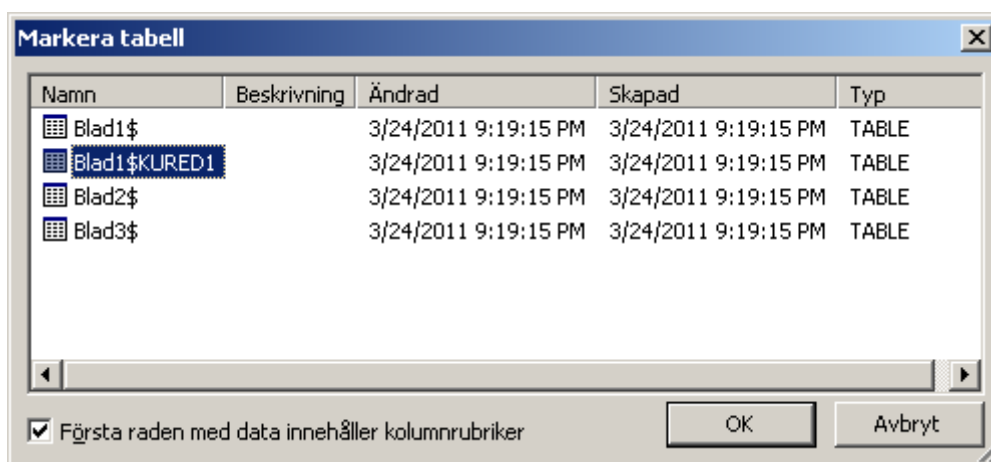 Markera tabell
Namn Beskrivning Ändrad Skapad Typ
Blad1$ 3/24/2011 9:19:15 PM 3/24/2011 9:19:15 PM TABLE
Blad1$KURED1 3/24/2011 9:19:15 PM 3/24/2011 9:19:15 PM TABLE
Blad2$ 3/24/2011 9:19:15 PM 3/24/2011 9:19:15 PM TABLE
Blad3$ 3/24/2011 9:19:15 PM 3/24/2011 9:19:15 PM TABLE
Första raden med data innehåller kolumnrubriker OK Avbryt